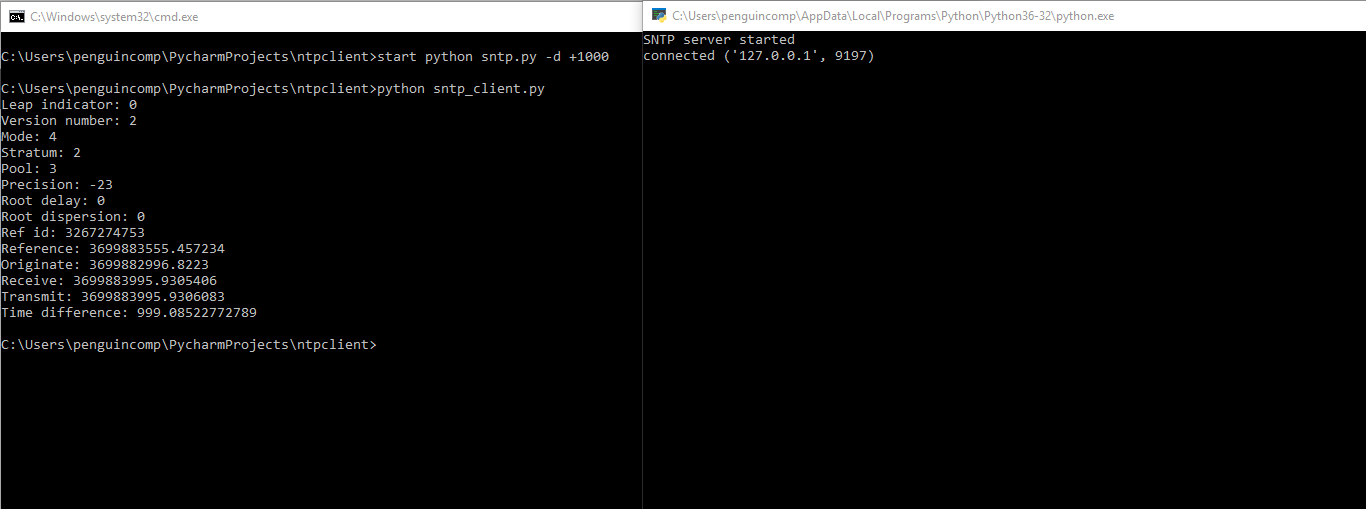 C:\Windows\system32\cmd.exe
C:\Users\penguincomp\PycharmProjects\ntpclient>start python sntp.py -d +1000
C:\Users\penguincomp\PycharmProjects\ntpclient>python sntp_client.py
Leap indicator: 0
Version number: 2
Mode: 4
Stratum: 2
Pool: 3
Precision: -23
Root delay: 0
Root dispersion: 0
Ref id: 3267274753
Reference: 3699883555.457234
Originate: 3699882996.8223
Receive: 3699883995.9305406
Transmit: 3699883995.9306083
Time difference: 999.08522772789
C:\Users\penguincomp\PycharmProjects\ntpclient>
C:\Users\penguincomp\AppData\Local\Programs\Python\Python36-32\python.exe
SNTP server started
connected ('127.0.0.1', 9197)